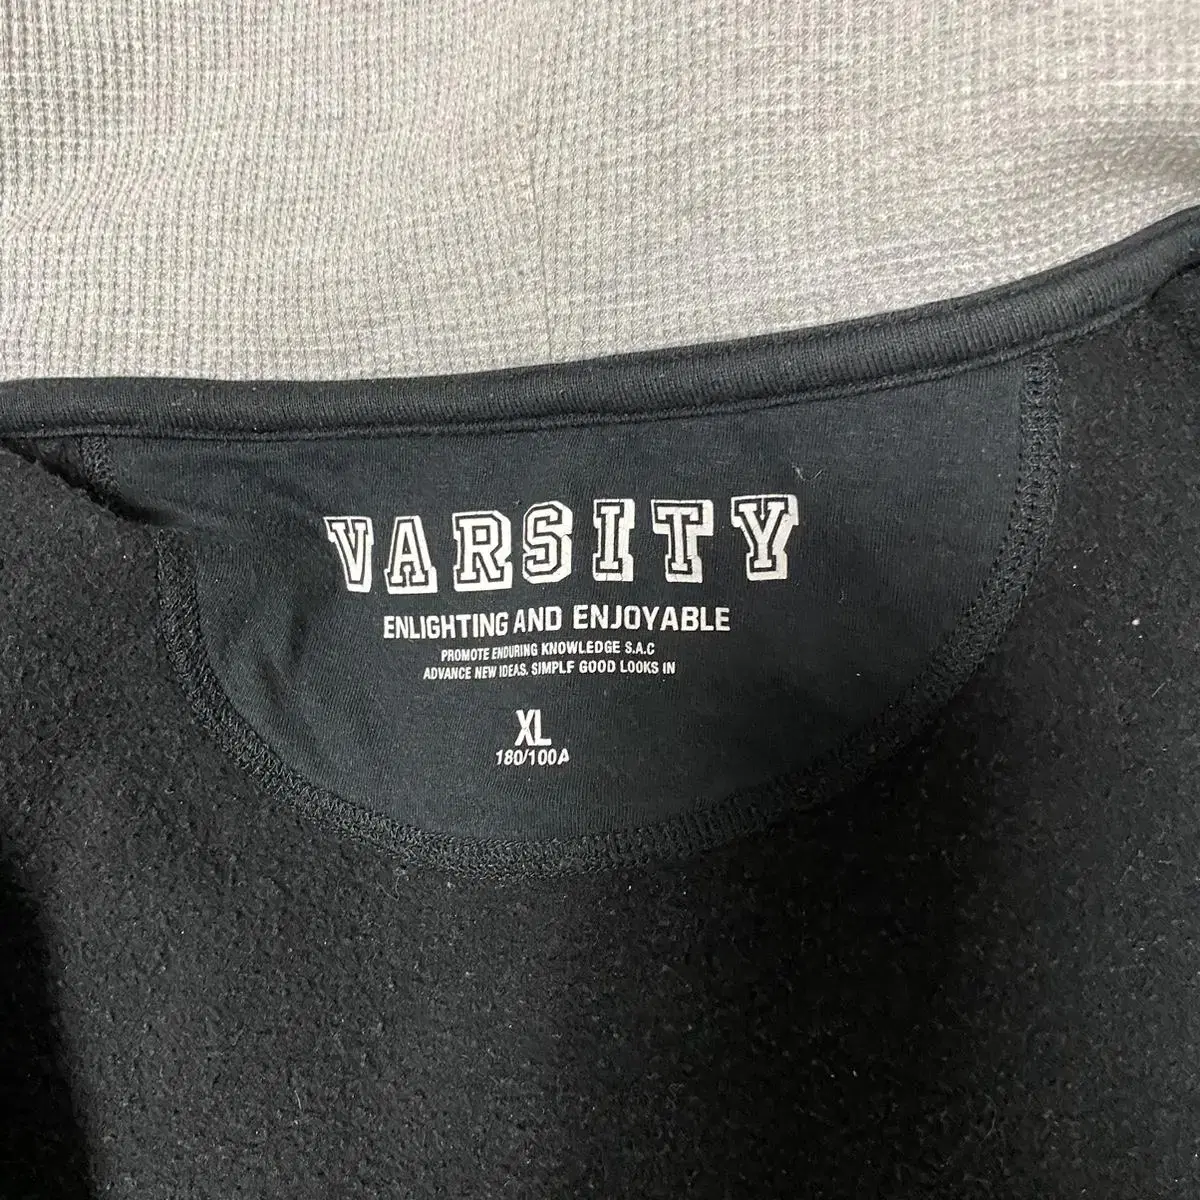 VARSITY
ENLIGHTING AND ENJOYABLE
PROMOTE ENDURING KNOWLEDGE S.A.C
ADVANCE NEW IDEAS. SIMPLF GOOD LOOKS IN
XL
180/100A